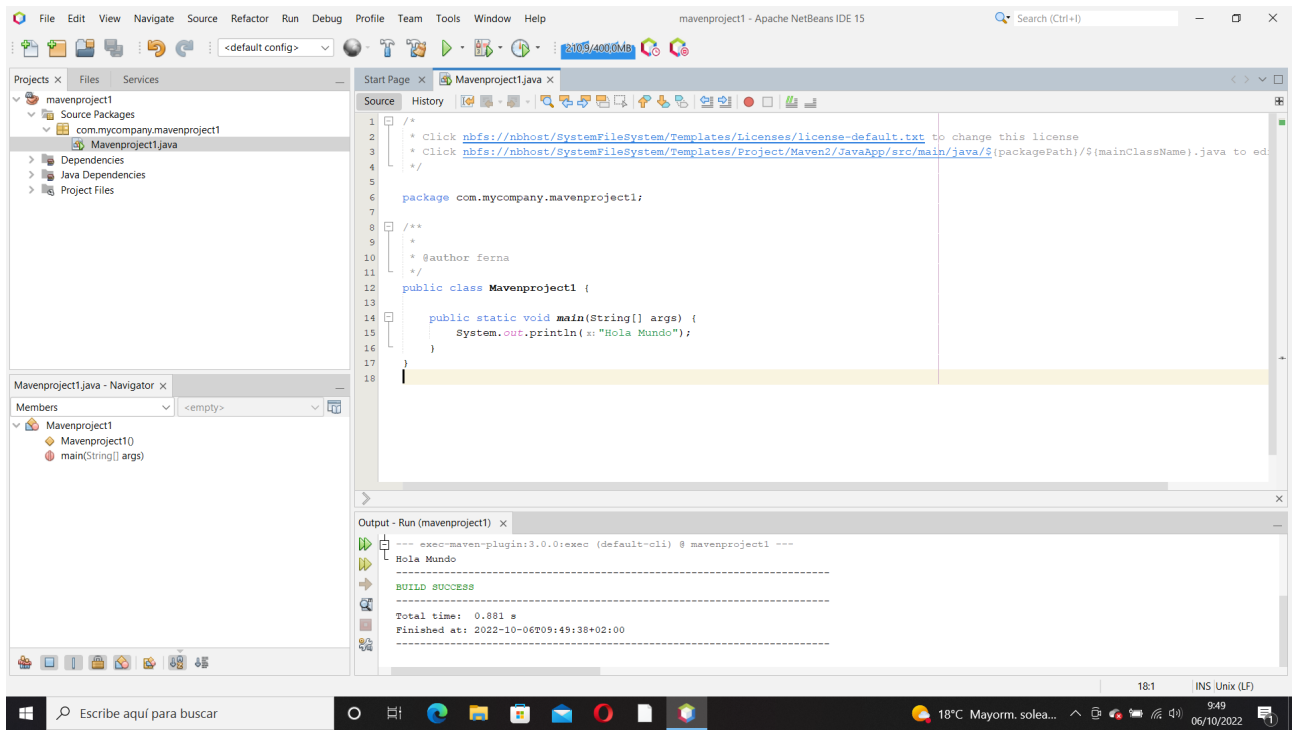 File Edit View Navigate Source Refactor Run Debug Profile Team Tools Window Help mavenproject1 - Apache NetBeans IDE 15 Search (Ctrl+I)
<default config> 210,9/400,0MB
Projects Files Services
mavenproject1
Source Packages
com.mycompany.mavenproject1
Mavenproject1.java
Dependencies
Java Dependencies
Project Files
Mavenproject1.java - Navigator
Members <empty>
Mavenproject1
Mavenproject1()
main(String[] args)
Start Page Mavenproject1.java
Source History
1 /*
2 * Click nbfs://nbhost/SystemFileSystem/Templates/Licenses/license-default.txt to change this license
3 * Click nbfs://nbhost/SystemFileSystem/Templates/Project/Maven2/JavaApp/src/main/java/${packagePath}/${mainClassName}.java to edi
4 */
5
6 package com.mycompany.mavenproject1;
7
8 /**
9 *
10 * @author ferna
11 */
12 public class Mavenproject1 {
13
14 public static void main(String[] args) {
15 System.out.println( x: "Hola Mundo");
16 }
17 }
18
Output - Run (mavenproject1)
--- exec-maven-plugin:3.0.0:exec (default-cli) @ mavenproject1 ---
Hola Mundo
------------------------------------------------------------------------
BUILD SUCCESS
------------------------------------------------------------------------
Total time: 0.881 s
Finished at: 2022-10-06T09:49:38+02:00
------------------------------------------------------------------------
18:1 INS Unix (LF)
Escribe aquí para buscar
18°C Mayorm. solea...
9:49
06/10/2022
1